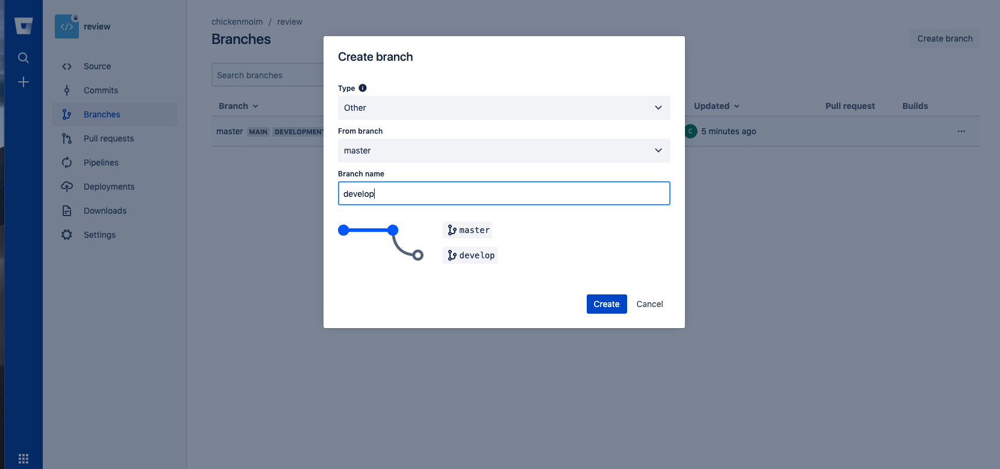 review
Source
Commits
Branches
Pull requests
Pipelines
Deployments
Downloads
Settings
chickenmoim / review
Branches
Create branch
Search branches
Branch
Updated
Pull request
Builds
master MAIN DEVELOPMENT
C 5 minutes ago
Create branch
Type
Other
From branch
master
Branch name
develop
master
develop
Create Cancel